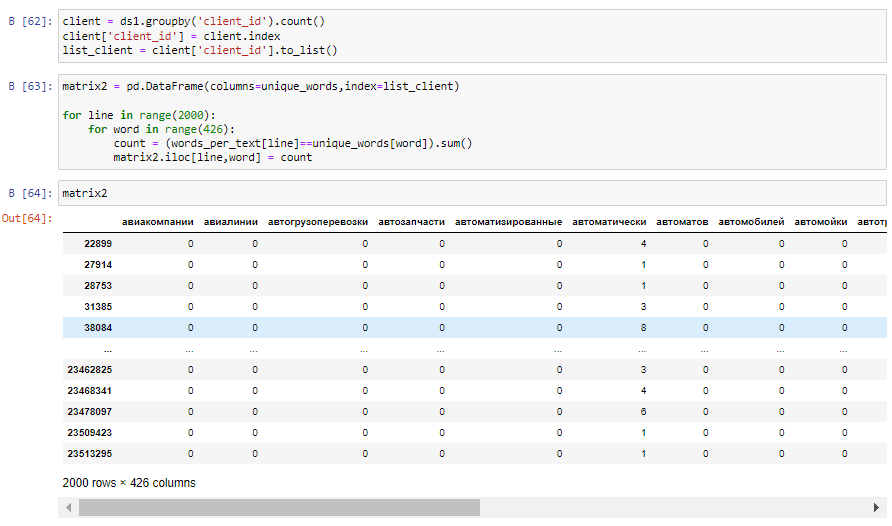 B [62]: client = ds1.groupby('client_id').count()
client['client_id'] = client.index
list_client = client['client_id'].to_list()
B [63]: matrix2 = pd.DataFrame(columns=unique_words,index=list_client)
for line in range(2000):
for word in range(426):
count = (words_per_text[line]==unique_words[word]).sum()
matrix2.iloc[line,word] = count
B [64]: matrix2
Out[64]:
авиакомпании авиалинии автогрузоперевозки автозапчасти автоматизированные автоматически автоматов автомобилей автомойки
22899 0 0 0 0 0 4 0 0 0
27914 0 0 0 0 0 1 0 0 0
28753 0 0 0 0 0 1 0 0 0
31385 0 0 0 0 0 3 0 0 0
38084 0 0 0 0 0 8 0 0 0
... ... ... ... ... ... ... ... ... ...
23462825 0 0 0 0 0 3 0 0 0
23468341 0 0 0 0 0 4 0 0 0
23478097 0 0 0 0 0 6 0 0 0
23509423 0 0 0 0 0 1 0 0 0
23513295 0 0 0 0 0 1 0 0 0
2000 rows × 426 columns